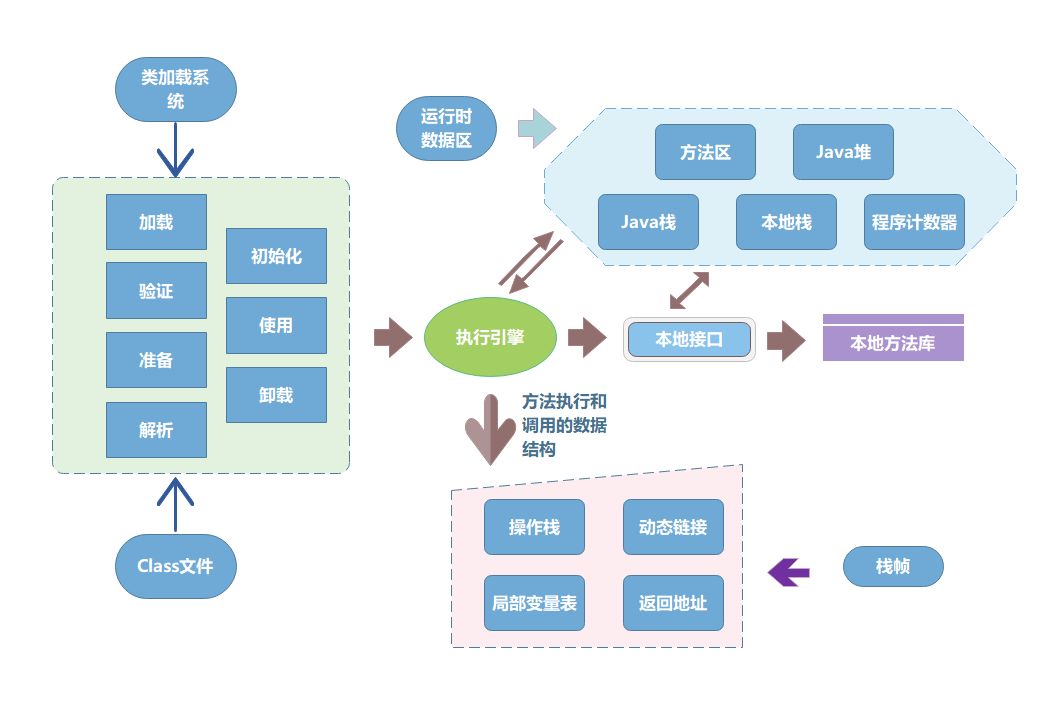 类加载系
统
加载
验证
准备
解析
初始化
使用
卸载
Class文件
运行时
数据区
方法区
Java堆
Java栈
本地栈
程序计数器
执行引擎
本地接口
本地方法库
方法执行和
调用的数据
结构
操作栈
动态链接
局部变量表
返回地址
栈帧